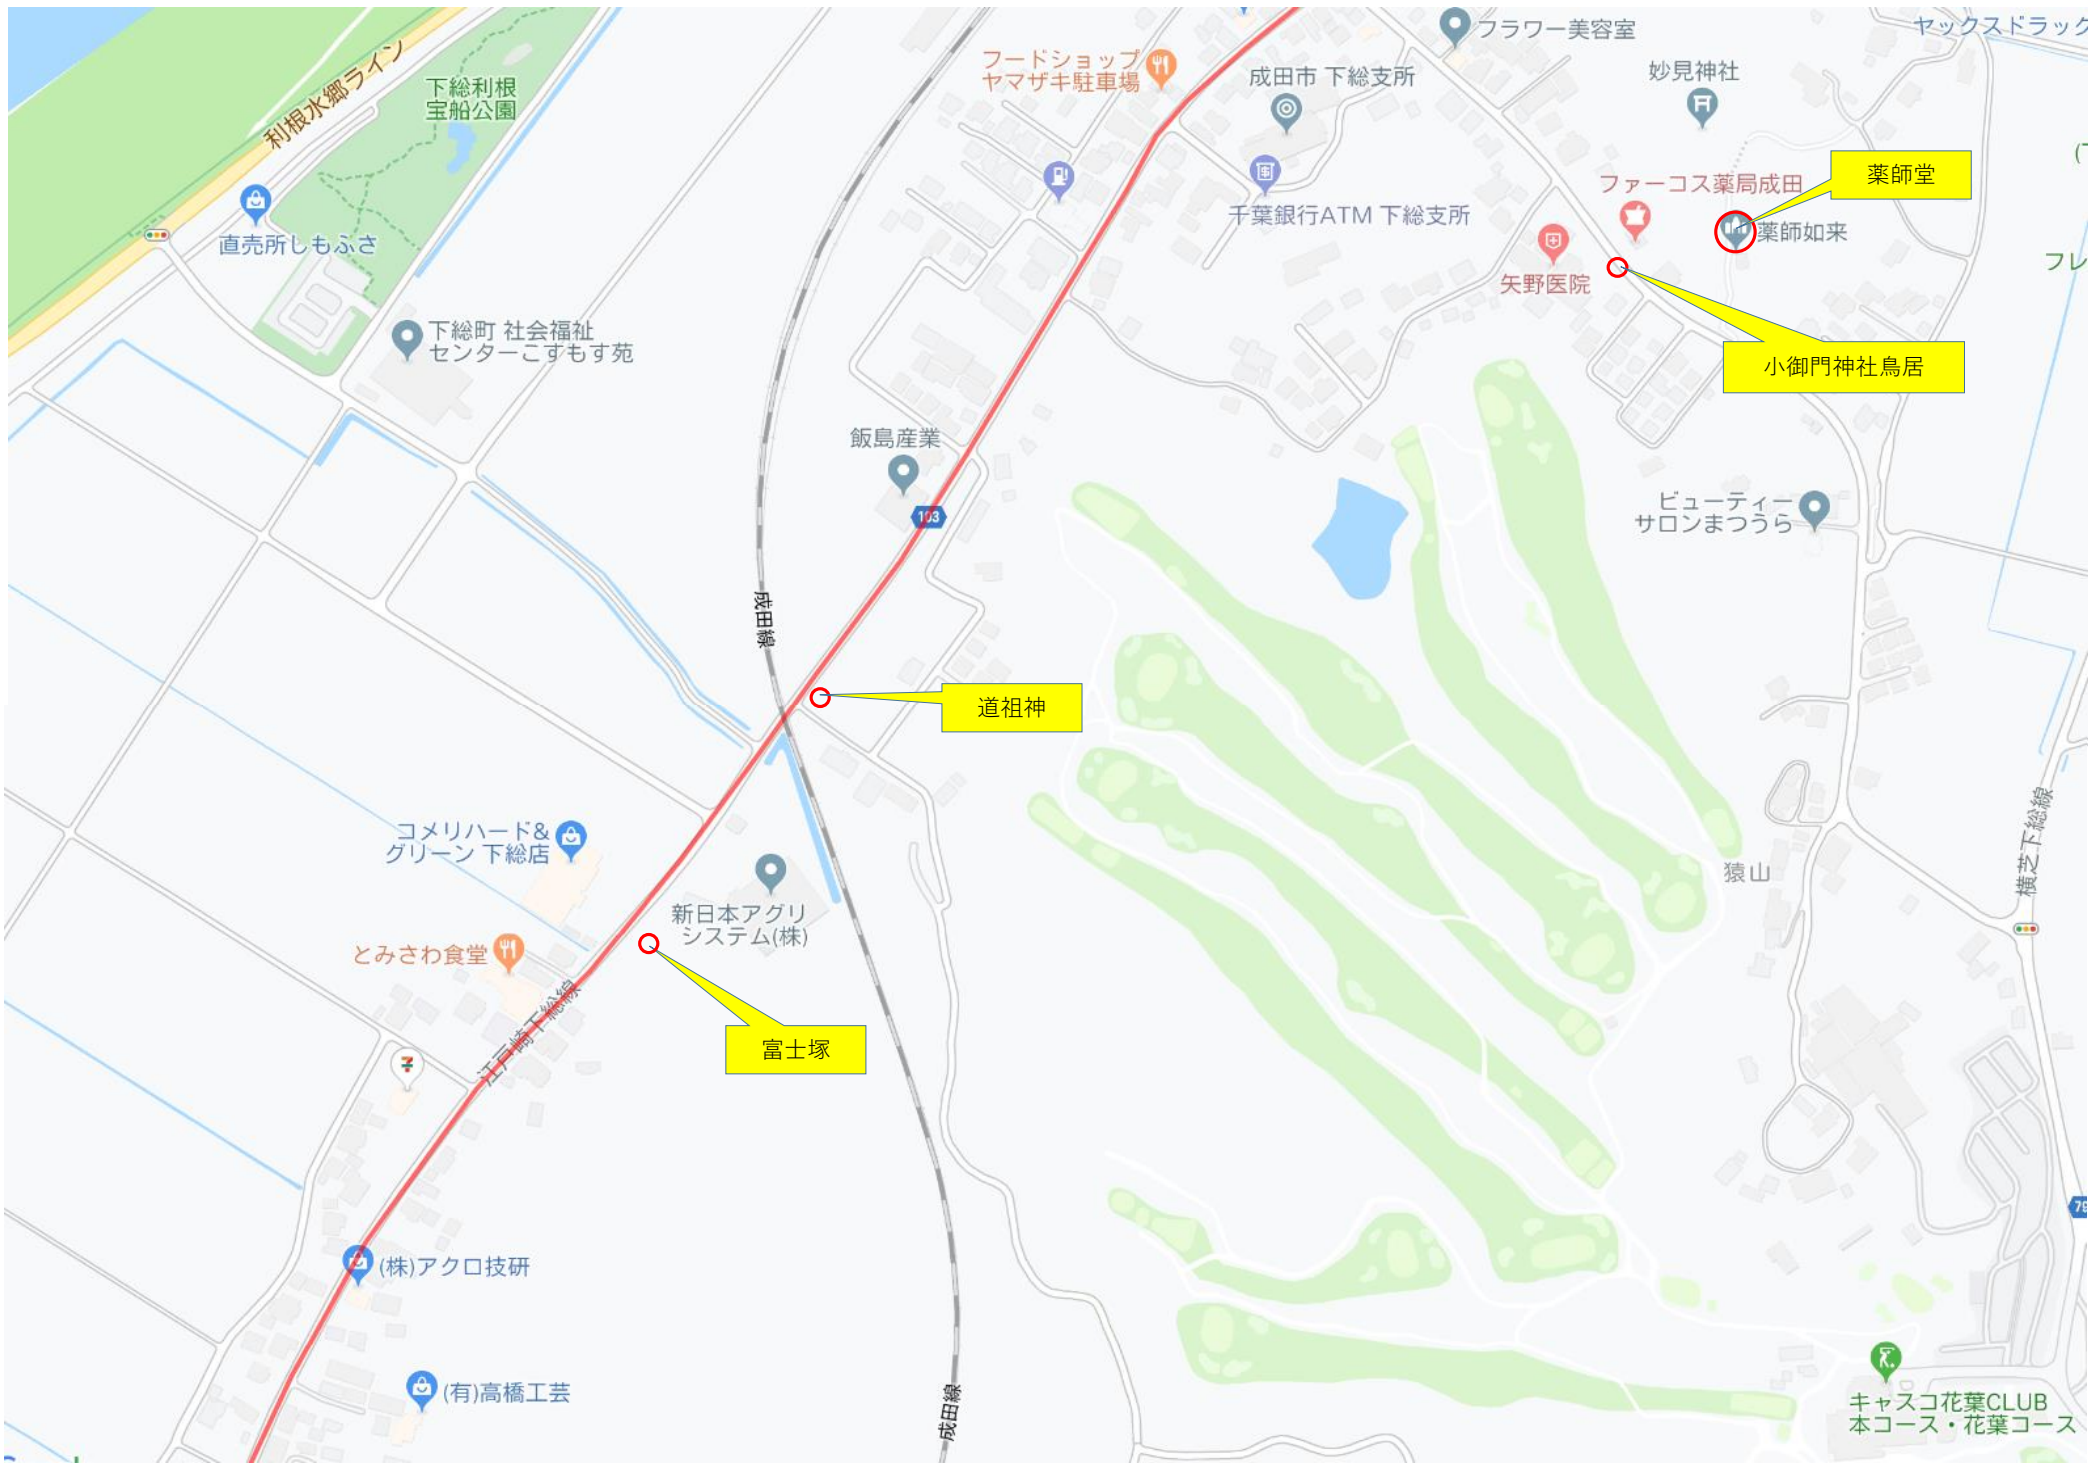 フラワー美容室
ヤックスドラッグ
フードショップ
ヤマザキ駐車場
成田市 下総支所
妙見神社
利根水郷ライン
下総利根
宝船公園
薬師堂
ファーコス薬局成田
千葉銀行ATM 下総支所
薬師如来
直売所しもふさ
フレ
矢野医院
下総町 社会福祉
センターこすもす苑
小御門神社鳥居
飯島産業
103
ビューティー
サロンまつうら
成田線
道祖神
コメリハード&
グリーン 下総店
横芝下総線
猿山
新日本アグリ
システム(株)
とみさわ食堂
江戸崎下総線
富士塚
79
(株)アクロ技研
(有)高橋工芸
成田線
キャスコ花葉CLUB
本コース・花葉コース